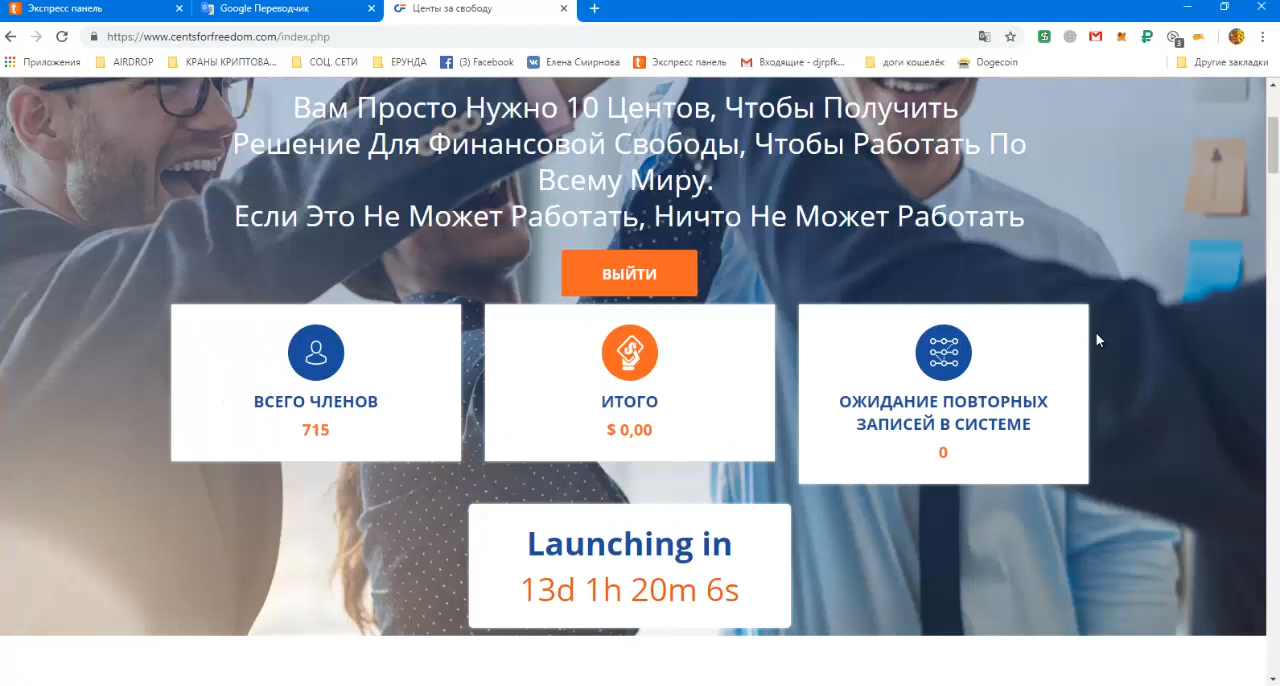 Экспресс панель
Google Переводчик
Центы за свободу
https://www.centsforfreedom.com/index.php
3
Приложения
AIRDROP
КРАНЫ КРИПТОВА...
СОЦ. СЕТИ
ЕРУНДА
(3) Facebook
Елена Смирнова
Экспресс панель
Входящие - djrpfk...
доги кошелёк
Dogecoin
Другие закладки
Вам Просто Нужно 10 Центов, Чтобы Получить
Решение Для Финансовой Свободы, Чтобы Работать По
Всему Миру.
Если Это Не Может Работать, Ничто Не Может Работать
ВЫЙТИ
ВСЕГО ЧЛЕНОВ
715
ИТОГО
$ 0,00
ОЖИДАНИЕ ПОВТОРНЫХ
ЗАПИСЕЙ В СИСТЕМЕ
0
Launching in
13d 1h 20m 6s